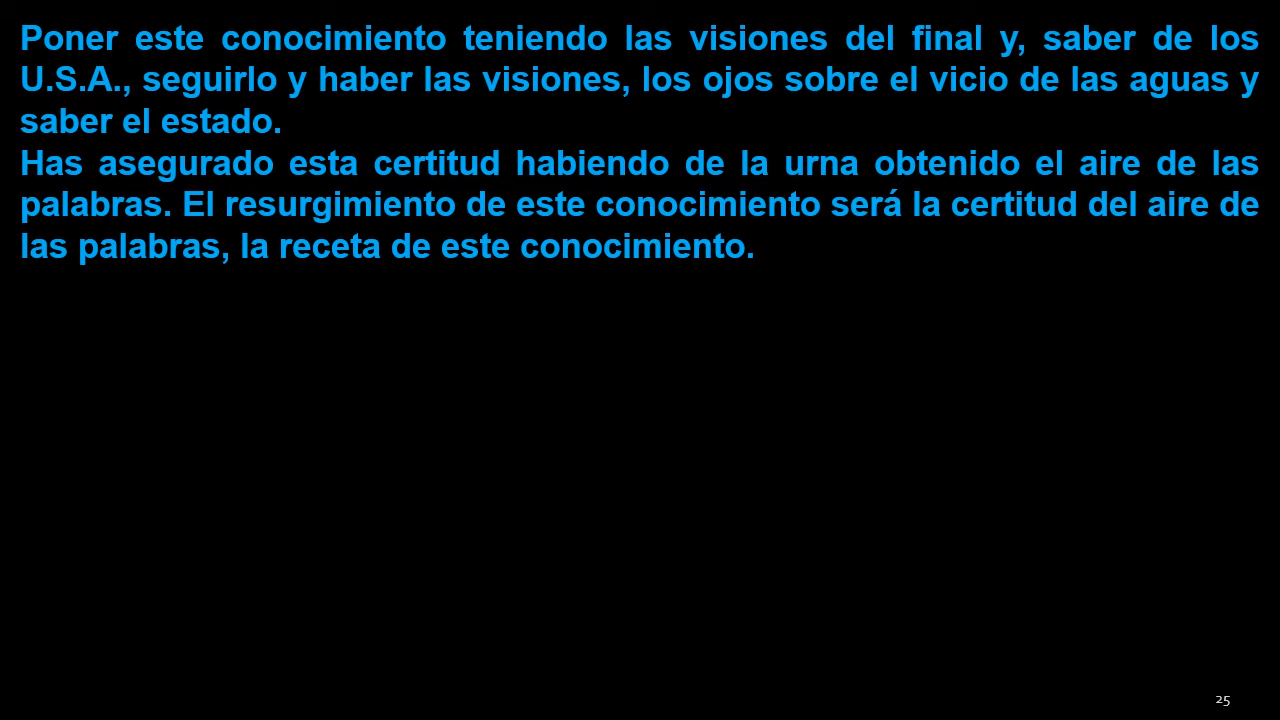 Poner este conocimiento teniendo las visiones del final y, saber de los
U.S.A., seguirlo y haber las visiones, los ojos sobre el vicio de las aguas y
saber el estado.
Has asegurado esta certitud habiendo de la urna obtenido el aire de las
palabras. El resurgimiento de este conocimiento será la certitud del aire de
las palabras, la receta de este conocimiento.
25